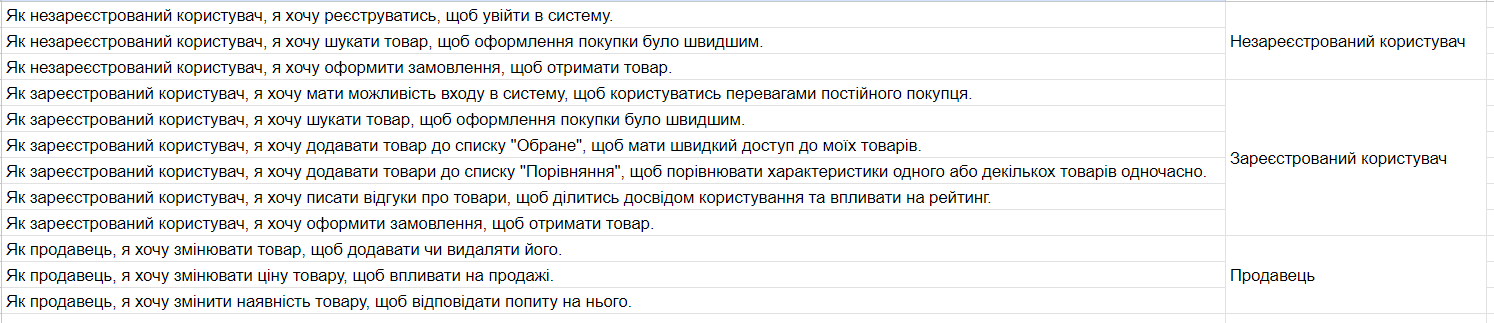 Як незареєстрований користувач, я хочу реєструватись, щоб увійти в систему.
Як незареєстрований користувач, я хочу шукати товар, щоб оформлення покупки було швидшим.
Незареєстрований користувач
Як незареєстрований користувач, я хочу оформити замовлення, щоб отримати товар.
Як зареєстрований користувач, я хочу мати можливість входу в систему, щоб користуватись перевагами постійного покупця.
Як зареєстрований користувач, я хочу шукати товар, щоб оформлення покупки було швидшим.
Як зареєстрований користувач, я хочу додавати товар до списку "Обране", щоб мати швидкий доступ до моїх товарів.
Зареєстрований користувач
Як зареєстрований користувач, я хочу додавати товари до списку "Порівняння", щоб порівнювати характеристики одного або декількох товарів одночасно.
Як зареєстрований користувач, я хочу писати відгуки про товари, щоб ділитись досвідом користування та впливати на рейтинг.
Як зареєстрований користувач, я хочу оформити замовлення, щоб отримати товар.
Як продавець, я хочу змінювати товар, щоб додавати чи видаляти його.
Як продавець, я хочу змінювати ціну товару, щоб впливати на продажі.
Продавець
Як продавець, я хочу змінити наявність товару, щоб відповідати попиту на нього.